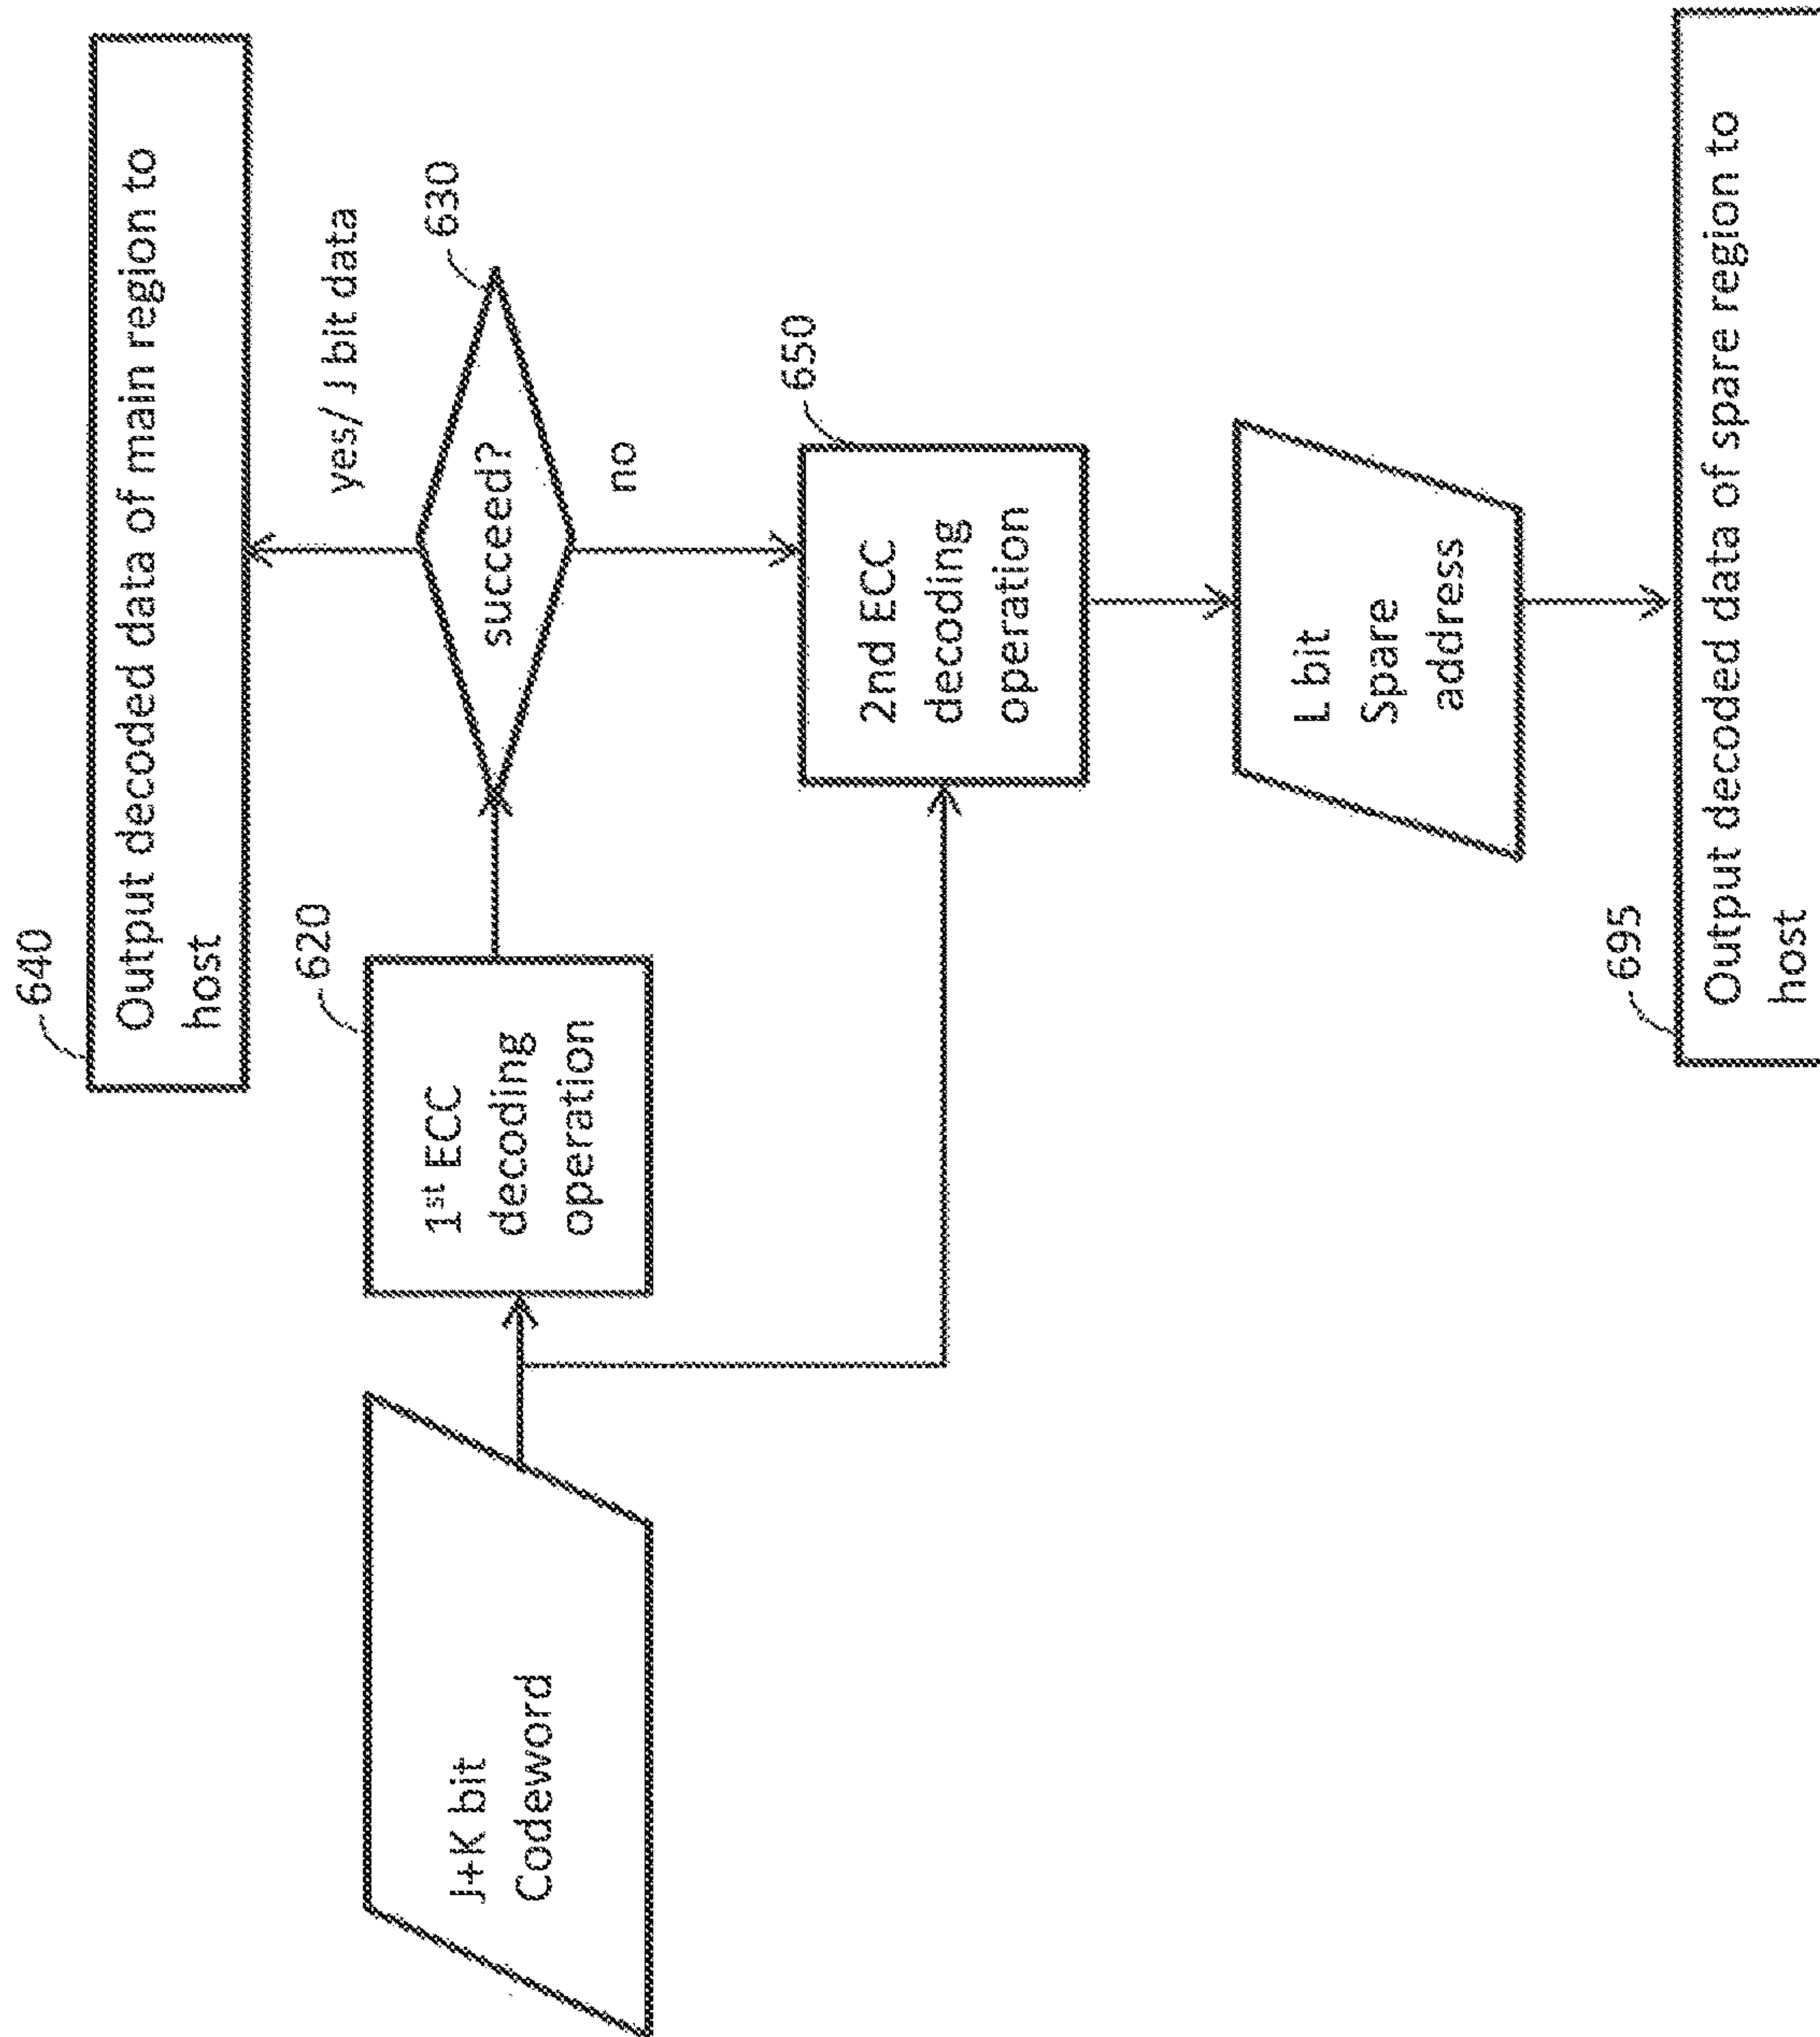 640
Output decoded data of main region to
host
yes/ J bit data
620
1st ECC
decoding
operation
succeed?
630
J+K bit
Codeword
no
650
2nd ECC
decoding
operation
L bit
Spare
address
695
Output decoded data of spare region to
host